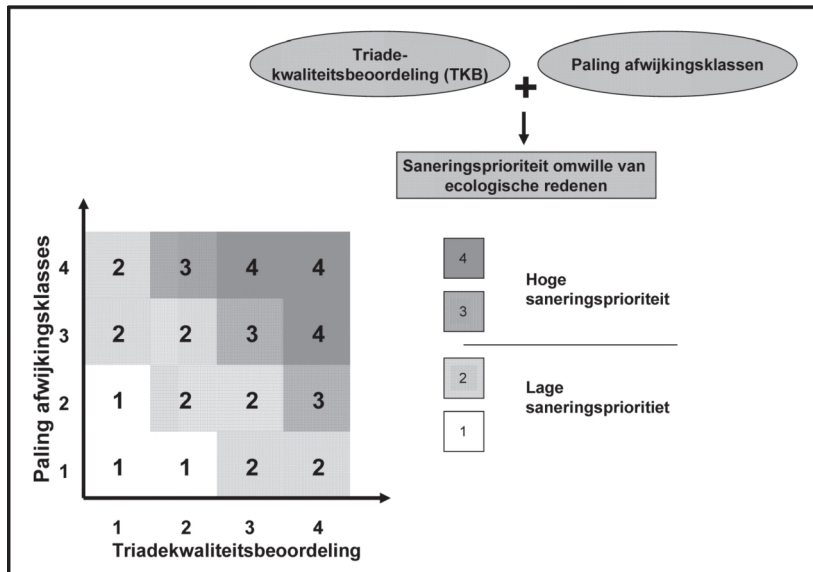 Triade-
kwaliteitsbeoordeling (TKB)
Paling afwijkingsklassen
+
Saneringsprioriteit omwille van
ecologische redenen
Paling afwijkingsklasses
4 2 3 4 4
3 2 2 3 4
2 1 2 2 3
1 1 1 2 2
1 2 3 4
Triadekwaliteitsbeoordeling
4
3
Hoge
saneringsprioriteit
2
1
Lage
saneringspriotiet